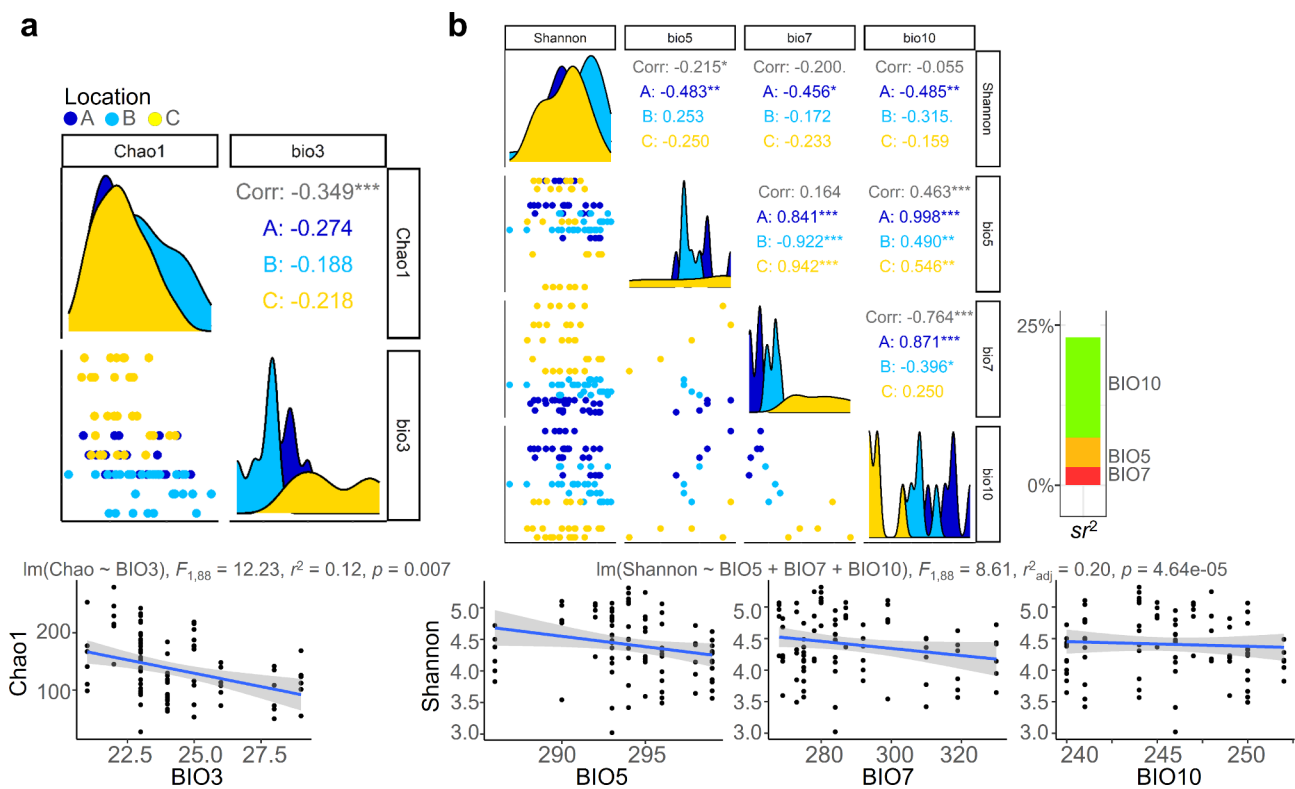 a
Location
A B C
Chao1 bio3
Corr: -0.349***
A: -0.274
B: -0.188
C: -0.218
Chao1
bio3
b
Shannon bio5 bio7 bio10
Corr: -0.215* Corr: -0.200. Corr: -0.055
A: -0.483** A: -0.456* A: -0.485**
B: 0.253 B: -0.172 B: -0.315.
C: -0.250 C: -0.233 C: -0.159
Shannon
Corr: 0.164 Corr: 0.463***
A: 0.841*** A: 0.998***
B: -0.922*** B: 0.490**
C: 0.942*** C: 0.546**
bio5
Corr: -0.764***
A: 0.871***
B: -0.396*
C: 0.250
bio7
bio10
25%
BIO10
BIO5
BIO7
0%
sr²
lm(Chao ~ BIO3), F1,88 = 12.23, r² = 0.12, p = 0.007
Chao1
200
100
22.5 25.0 27.5
BIO3
lm(Shannon ~ BIO5 + BIO7 + BIO10), F1,88 = 8.61, r²adj = 0.20, p = 4.64e-05
Shannon
5.0 5.0 5.0
4.5 4.5 4.5
4.0 4.0 4.0
3.5 3.5 3.5
3.0 3.0 3.0
290 295 280 300 320 240 245 250
BIO5 BIO7 BIO10